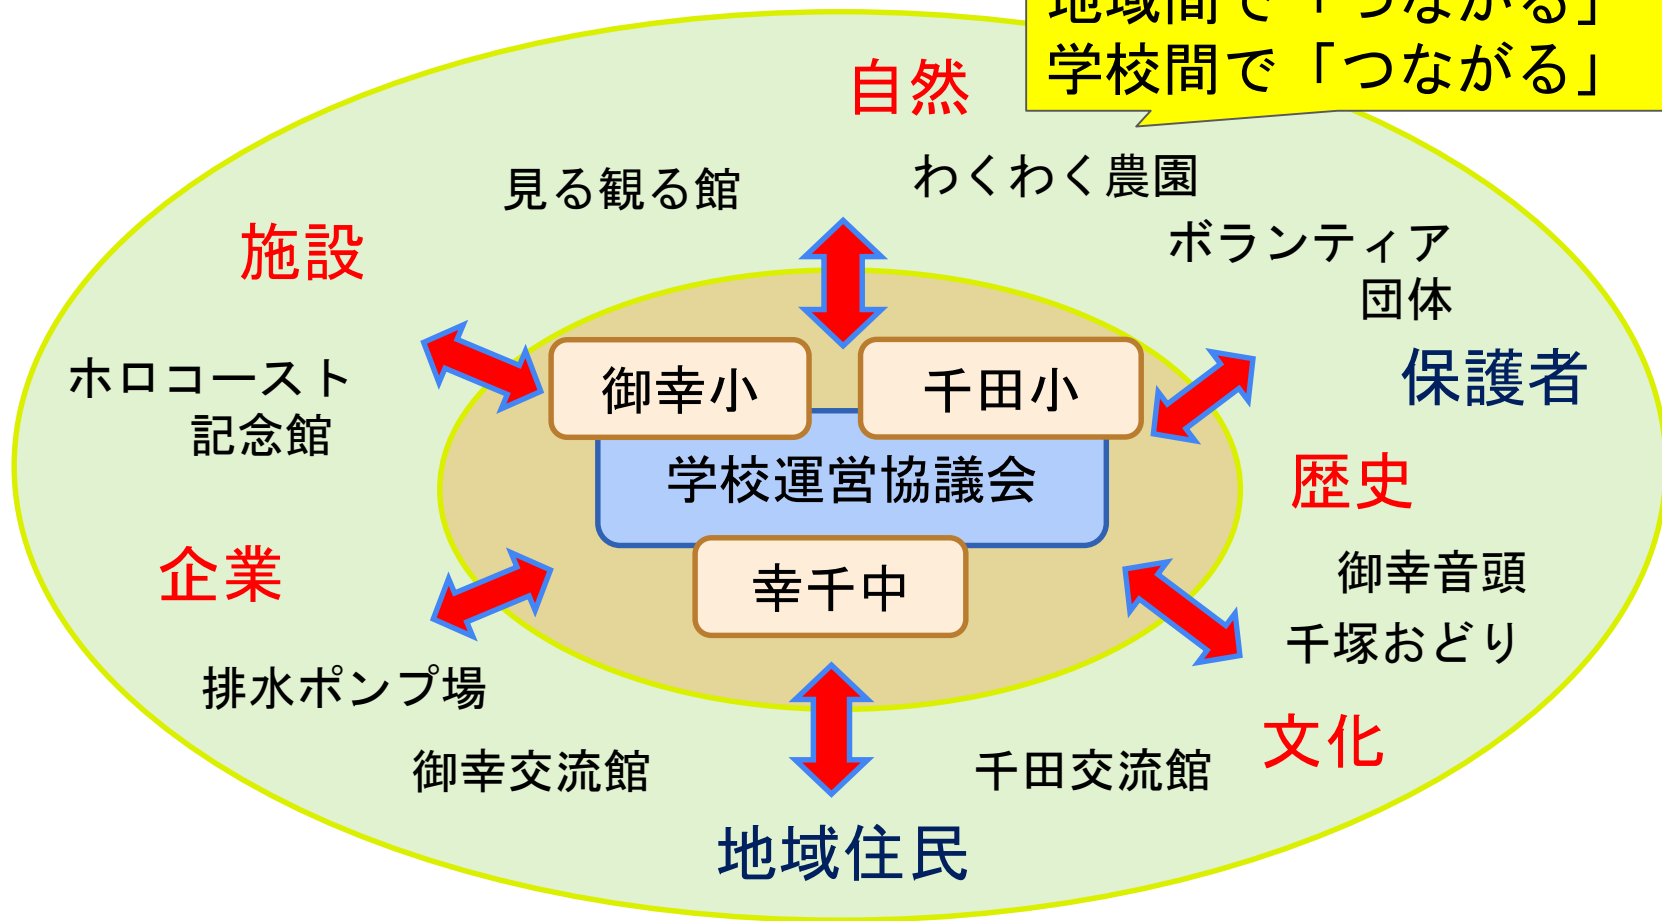 地域間で「つながる」
学校間で「つながる」
自然
見る観る館
わくわく農園
施設
ボランティア
団体
ホロコースト
記念館
保護者
御幸小
千田小
学校運営協議会
幸千中
歴史
企業
御幸音頭
千塚おどり
排水ポンプ場
文化
御幸交流館
千田交流館
地域住民